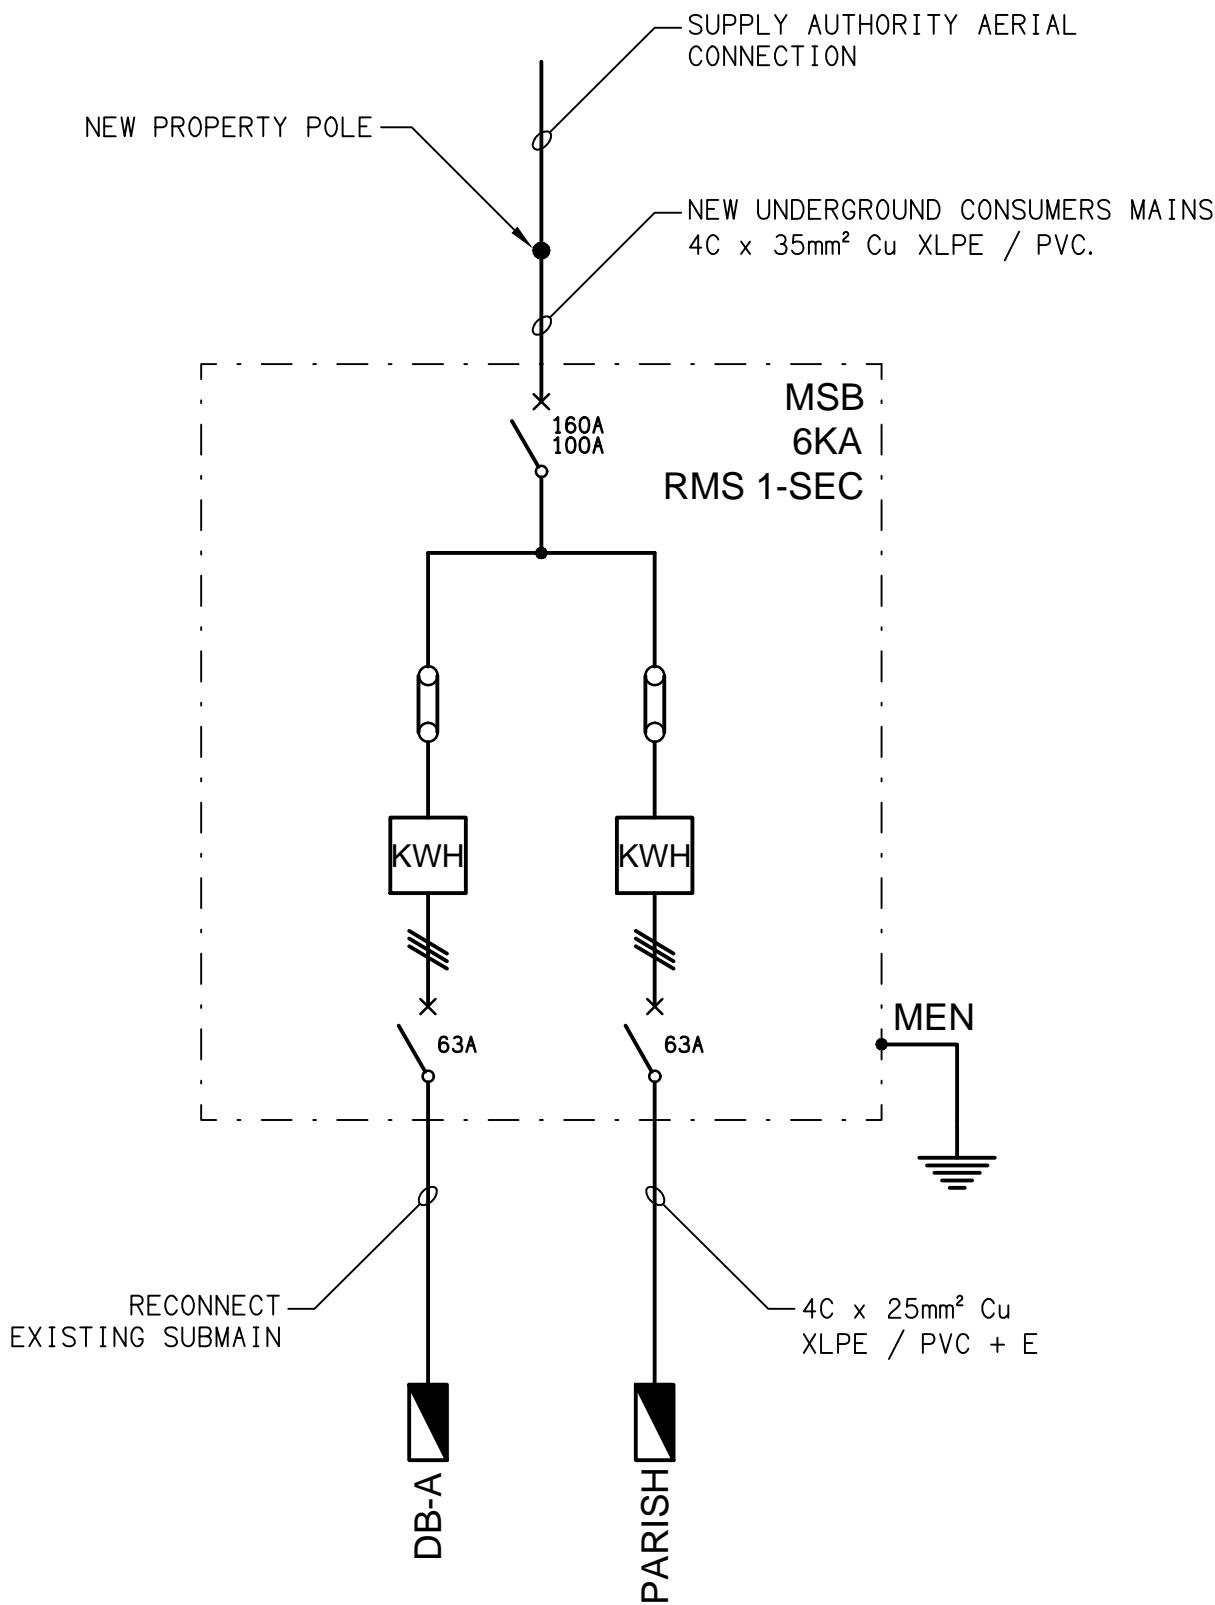 SUPPLY AUTHORITY AERIAL
CONNECTION
NEW PROPERTY POLE
NEW UNDERGROUND CONSUMERS MAINS
4C x 35mm² Cu XLPE / PVC.
MSB
6KA
RMS 1-SEC
160A
100A
KWH
KWH
63A
63A
MEN
RECONNECT
EXISTING SUBMAIN
4C x 25mm² Cu
XLPE / PVC + E
DB-A
PARISH